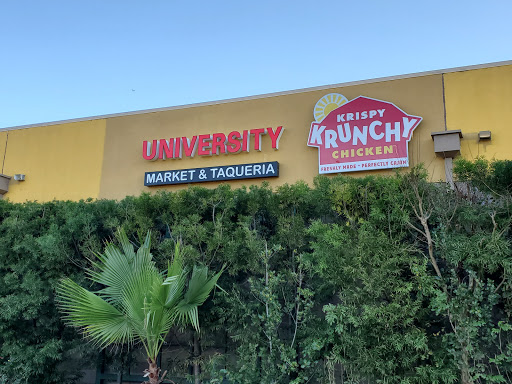 UNIVERSITY
MARKET & TAQUERIA
KRISPY
KRUNCHY
CHICKEN
FRESHLY MADE • PERFECTLY CAJUN